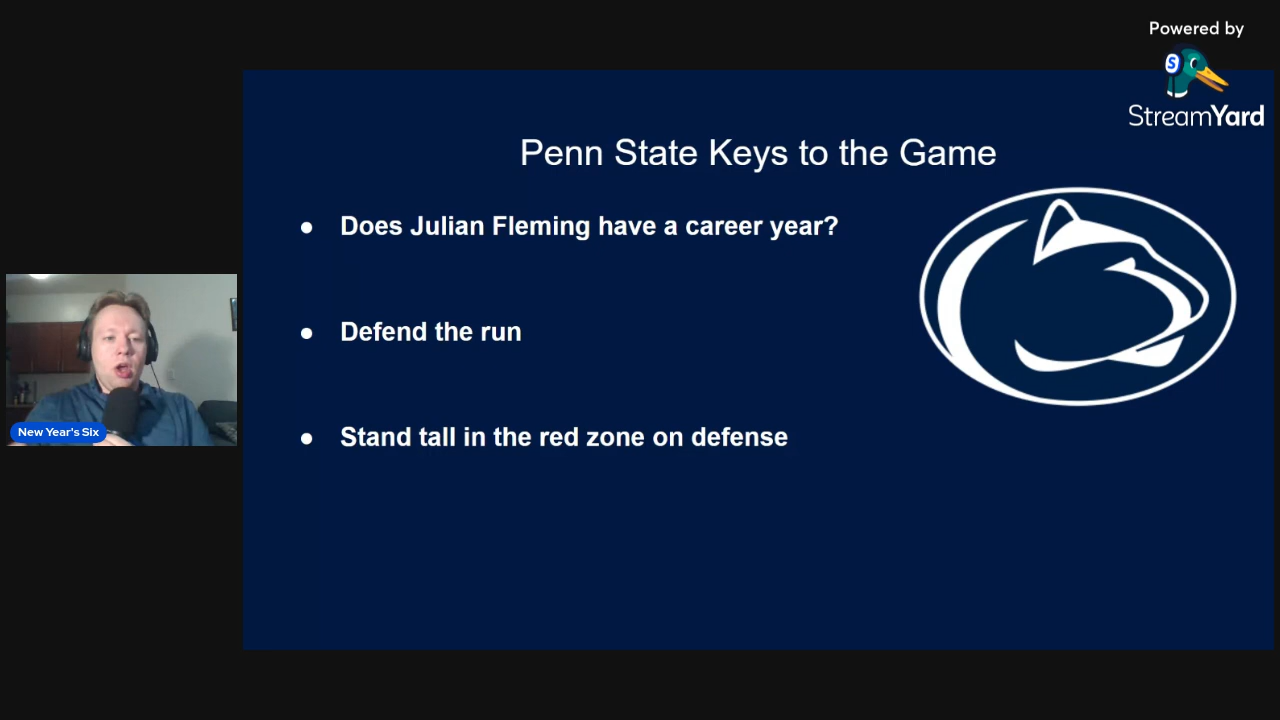 Powered by
StreamYard
Penn State Keys to the Game
● Does Julian Fleming have a career year?
● Defend the run
● Stand tall in the red zone on defense
New Year's Six
S